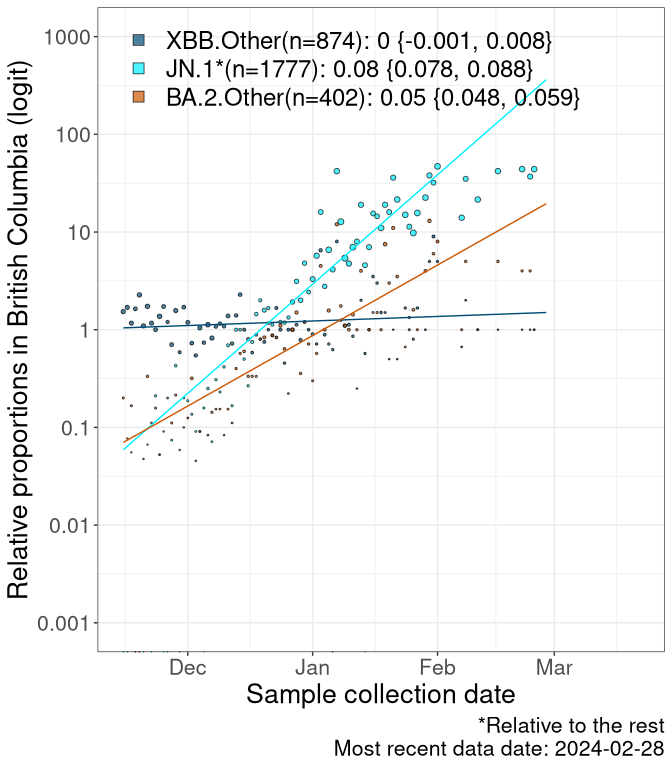 XBB.Other(n=874): 0 {-0.001, 0.008}
JN.1*(n=1777): 0.08 {0.078, 0.088}
BA.2.Other(n=402): 0.05 {0.048, 0.059}
Relative proportions in British Columbia (logit)
1000
100
10
1
0.1
0.01
0.001
Dec Jan Feb Mar
Sample collection date
*Relative to the rest
Most recent data date: 2024-02-28